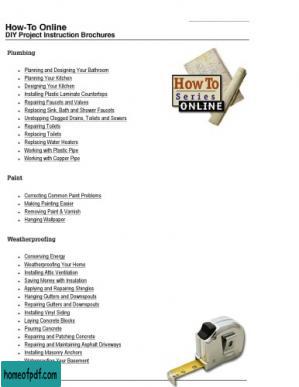 How-To Online
DIY Project Instruction Brochures
Plumbing
Planning and Designing Your Bathroom
Planning Your Kitchen
Designing Your Kitchen
Installing Plastic Laminate Countertops
Repairing Faucets and Valves
Replacing Sink, Bath and Shower Faucets
Unstopping Clogged Drains, Toilets and Sewers
Repairing Toilets
Replacing Toilets
Replacing Water Heaters
Working with Plastic Pipe
Working with Copper Pipe
How To
Series
ONLINE
Paint
Correcting Common Paint Problems
Making Painting Easier
Removing Paint & Varnish
Hanging Wallpaper
Weatherproofing
Conserving Energy
Weatherproofing Your Home
Installing Attic Ventilation
Saving Money with Insulation
Applying and Repairing Shingles
Hanging Gutters and Downspouts
Repairing Gutters and Downspouts
Installing Vinyl Siding
Laying Concrete Blocks
Pouring Concrete
Repairing and Patching Concrete
Repairing and Maintaining Asphalt Driveways
Installing Masonry Anchors
Waterproofing Your Basement
homeofpdf.com